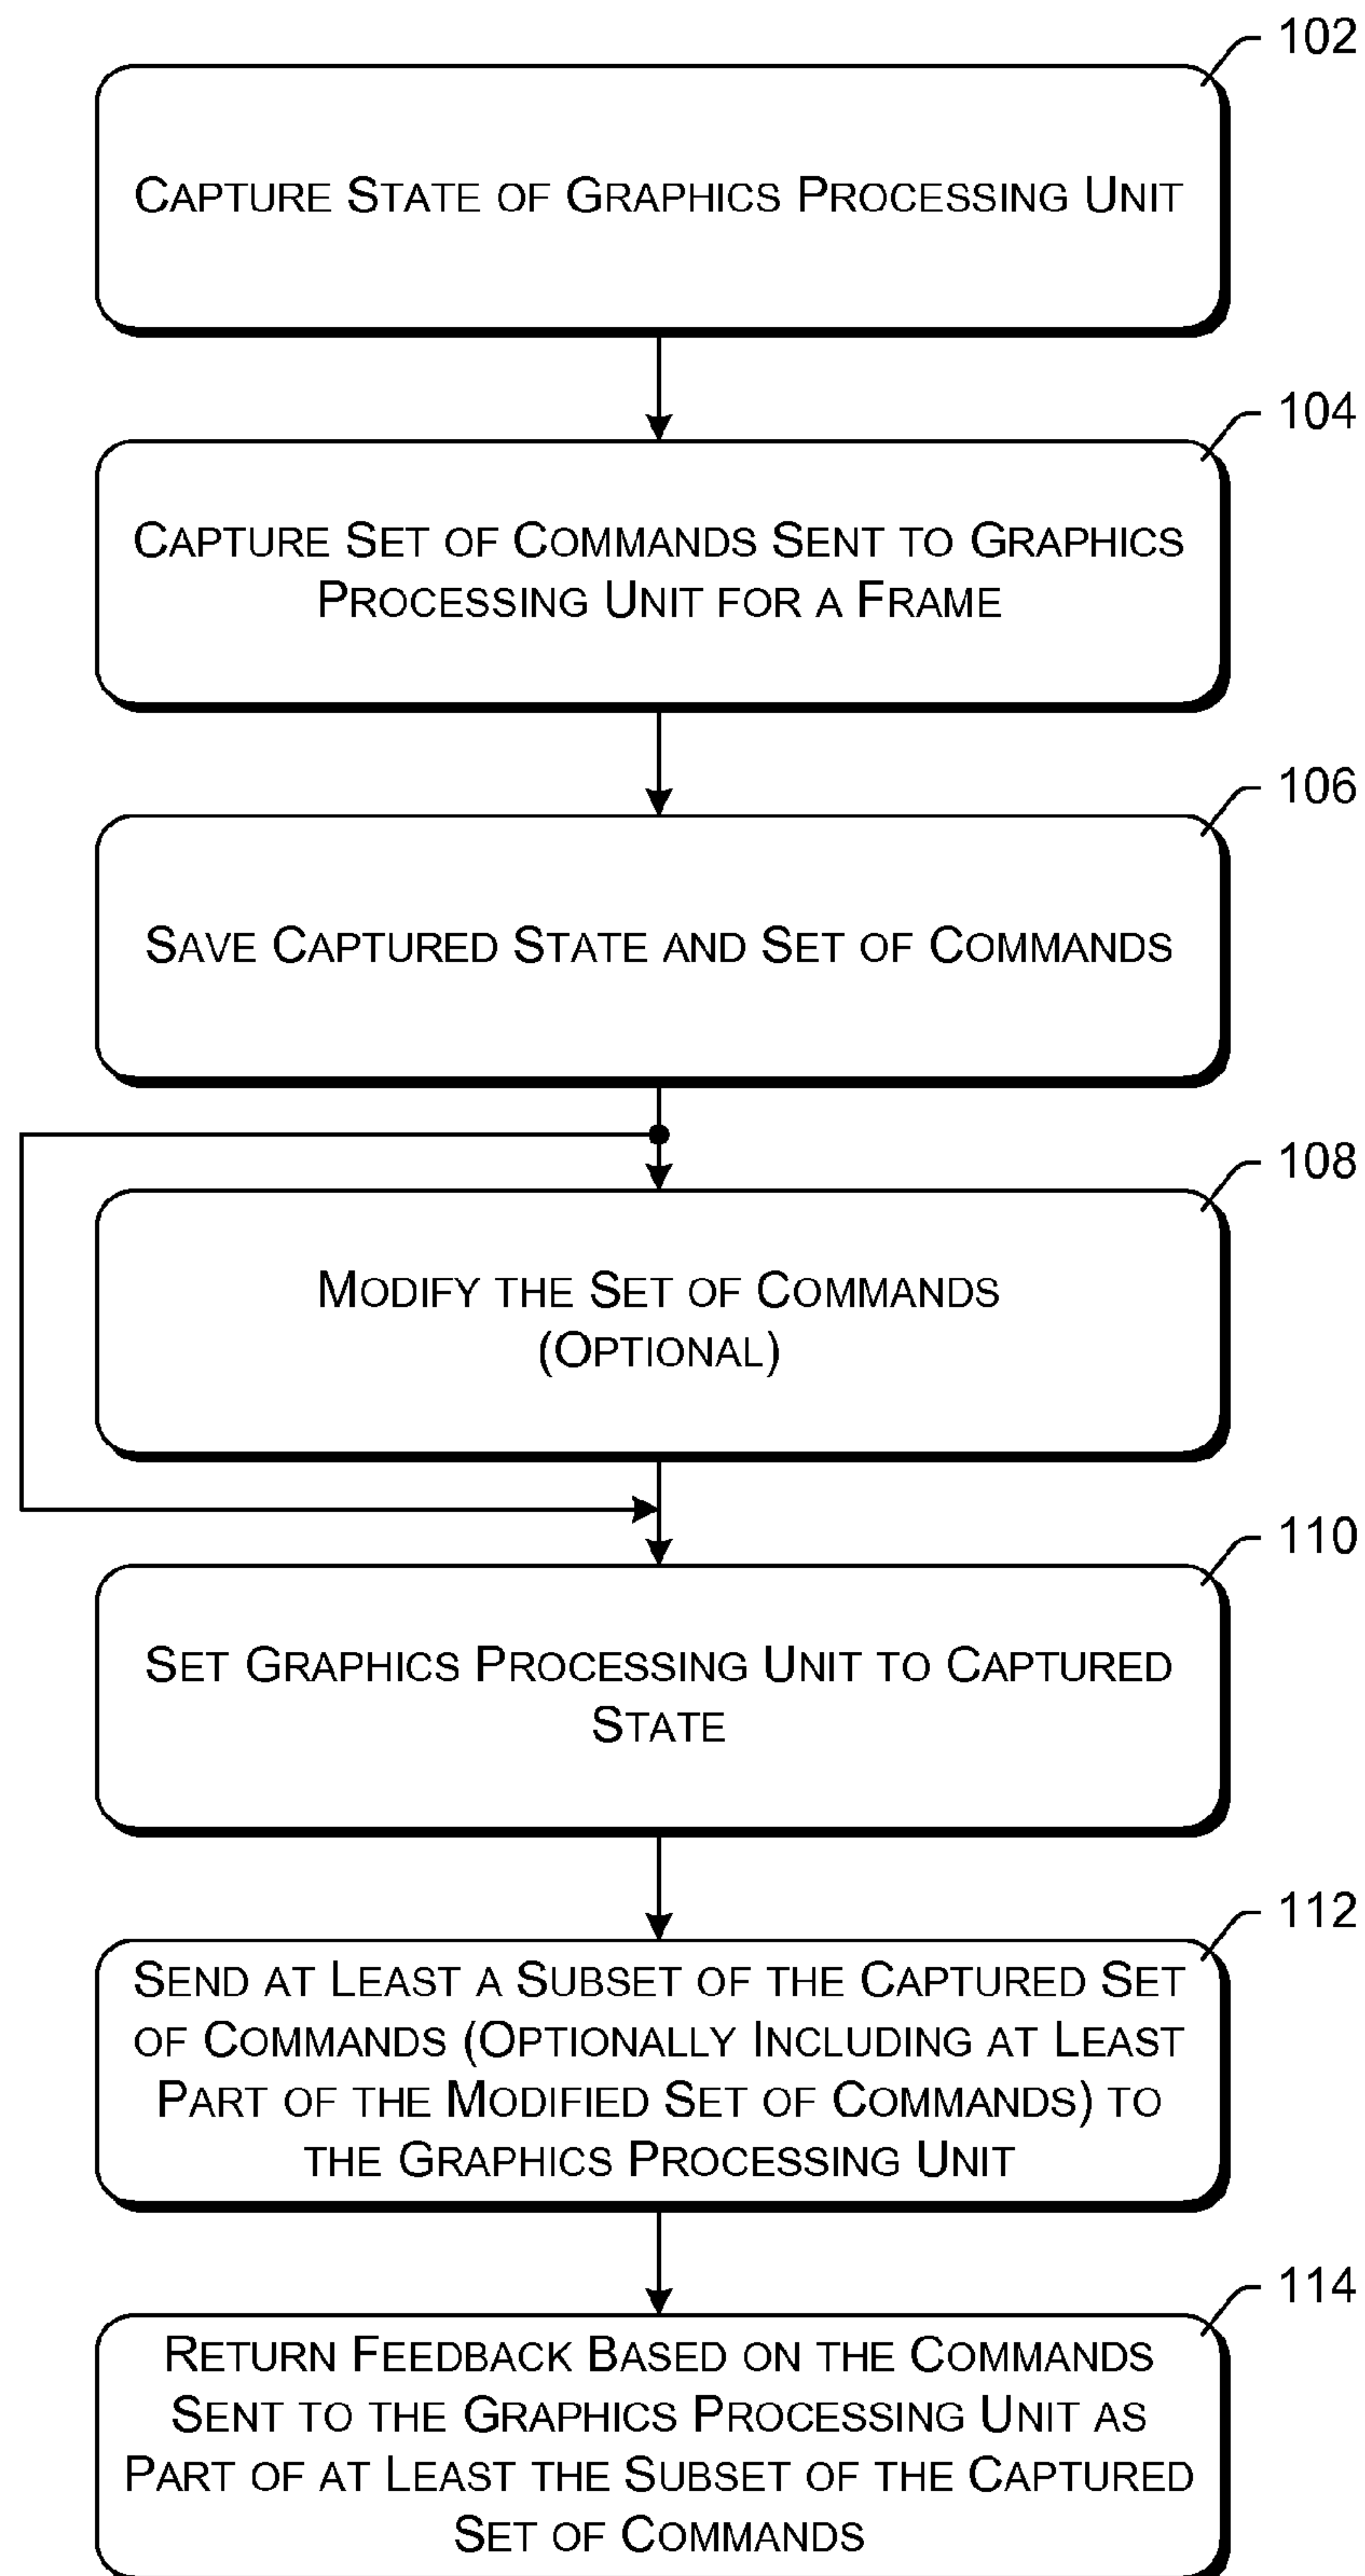 102
CAPTURE STATE OF GRAPHICS PROCESSING UNIT
104
CAPTURE SET OF COMMANDS SENT TO GRAPHICS
PROCESSING UNIT FOR A FRAME
106
SAVE CAPTURED STATE AND SET OF COMMANDS
108
MODIFY THE SET OF COMMANDS
(OPTIONAL)
110
SET GRAPHICS PROCESSING UNIT TO CAPTURED
STATE
112
SEND AT LEAST A SUBSET OF THE CAPTURED SET
OF COMMANDS (OPTIONALLY INCLUDING AT LEAST
PART OF THE MODIFIED SET OF COMMANDS) TO
THE GRAPHICS PROCESSING UNIT
114
RETURN FEEDBACK BASED ON THE COMMANDS
SENT TO THE GRAPHICS PROCESSING UNIT AS
PART OF AT LEAST THE SUBSET OF THE CAPTURED
SET OF COMMANDS